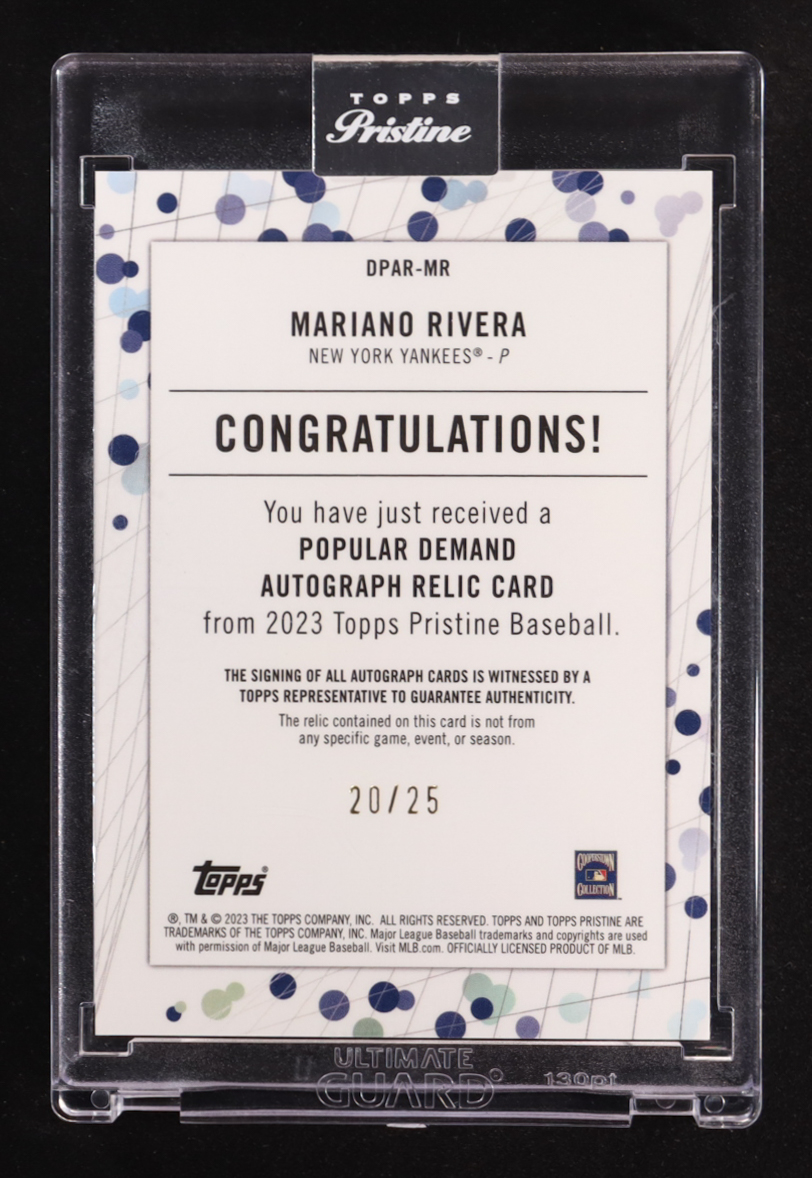 TOPPS
Pristine
DPAR-MR
MARIANO RIVERA
NEW YORK YANKEES® - P
CONGRATULATIONS!
You have just received a
POPULAR DEMAND
AUTOGRAPH RELIC CARD
from 2023 Topps Pristine Baseball.
THE SIGNING OF ALL AUTOGRAPH CARDS IS WITNESSED BY A
TOPPS REPRESENTATIVE TO GUARANTEE AUTHENTICITY.
The relic contained on this card is not from
any specific game, event, or season.
20/25
Topps®
COOPERSTOWN
COLLECTION™
®, TM & © 2023 THE TOPPS COMPANY, INC. ALL RIGHTS RESERVED. TOPPS AND TOPPS PRISTINE ARE
TRADEMARKS OF THE TOPPS COMPANY, INC. Major League Baseball trademarks and copyrights are used
with permission of Major League Baseball. Visit MLB.com. OFFICIALLY LICENSED PRODUCT OF MLB.
ULTIMATE
GUARD®
130pt